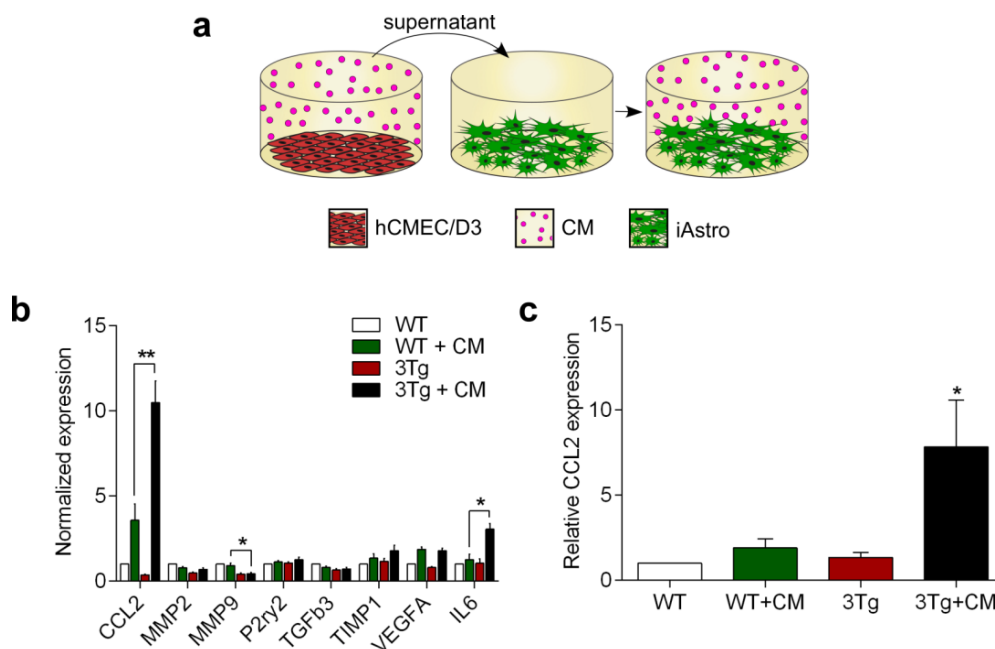 a
supernatant
hCMEC/D3 CM iAstro
b
Normalized expression
15
10
5
0
**
*
*
WT
WT + CM
3Tg
3Tg + CM
CCL2 MMP2 MMP9 P2ry2 TGFb3 TIMP1 VEGFA IL6
c
Relative CCL2 expression
15
10
5
0
*
WT WT+CM 3Tg 3Tg+CM